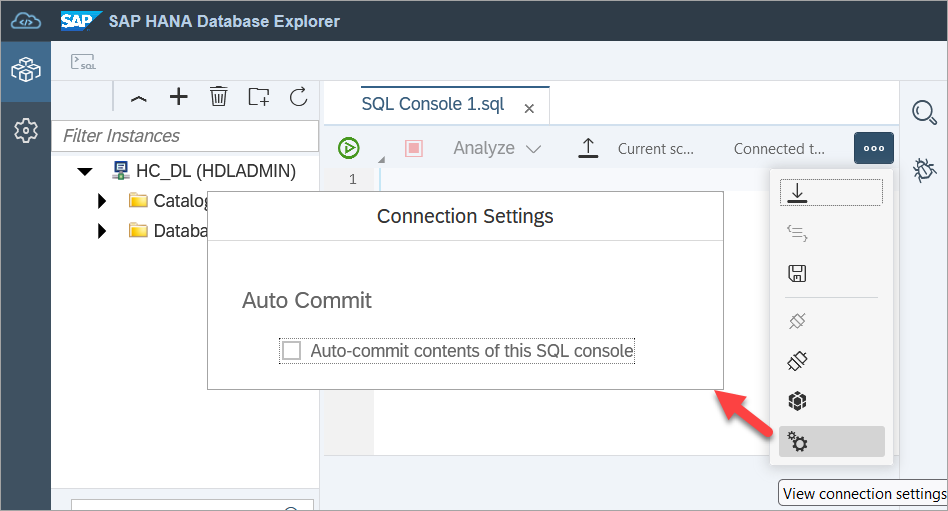 SAP SAP HANA Database Explorer
SQL
SQL Console 1.sql
Filter Instances
Analyze Current sc... Connected t...
HC_DL (HDLADMIN)
1
Catalog
Databa
Connection Settings
Auto Commit
Auto-commit contents of this SQL console
View connection settings